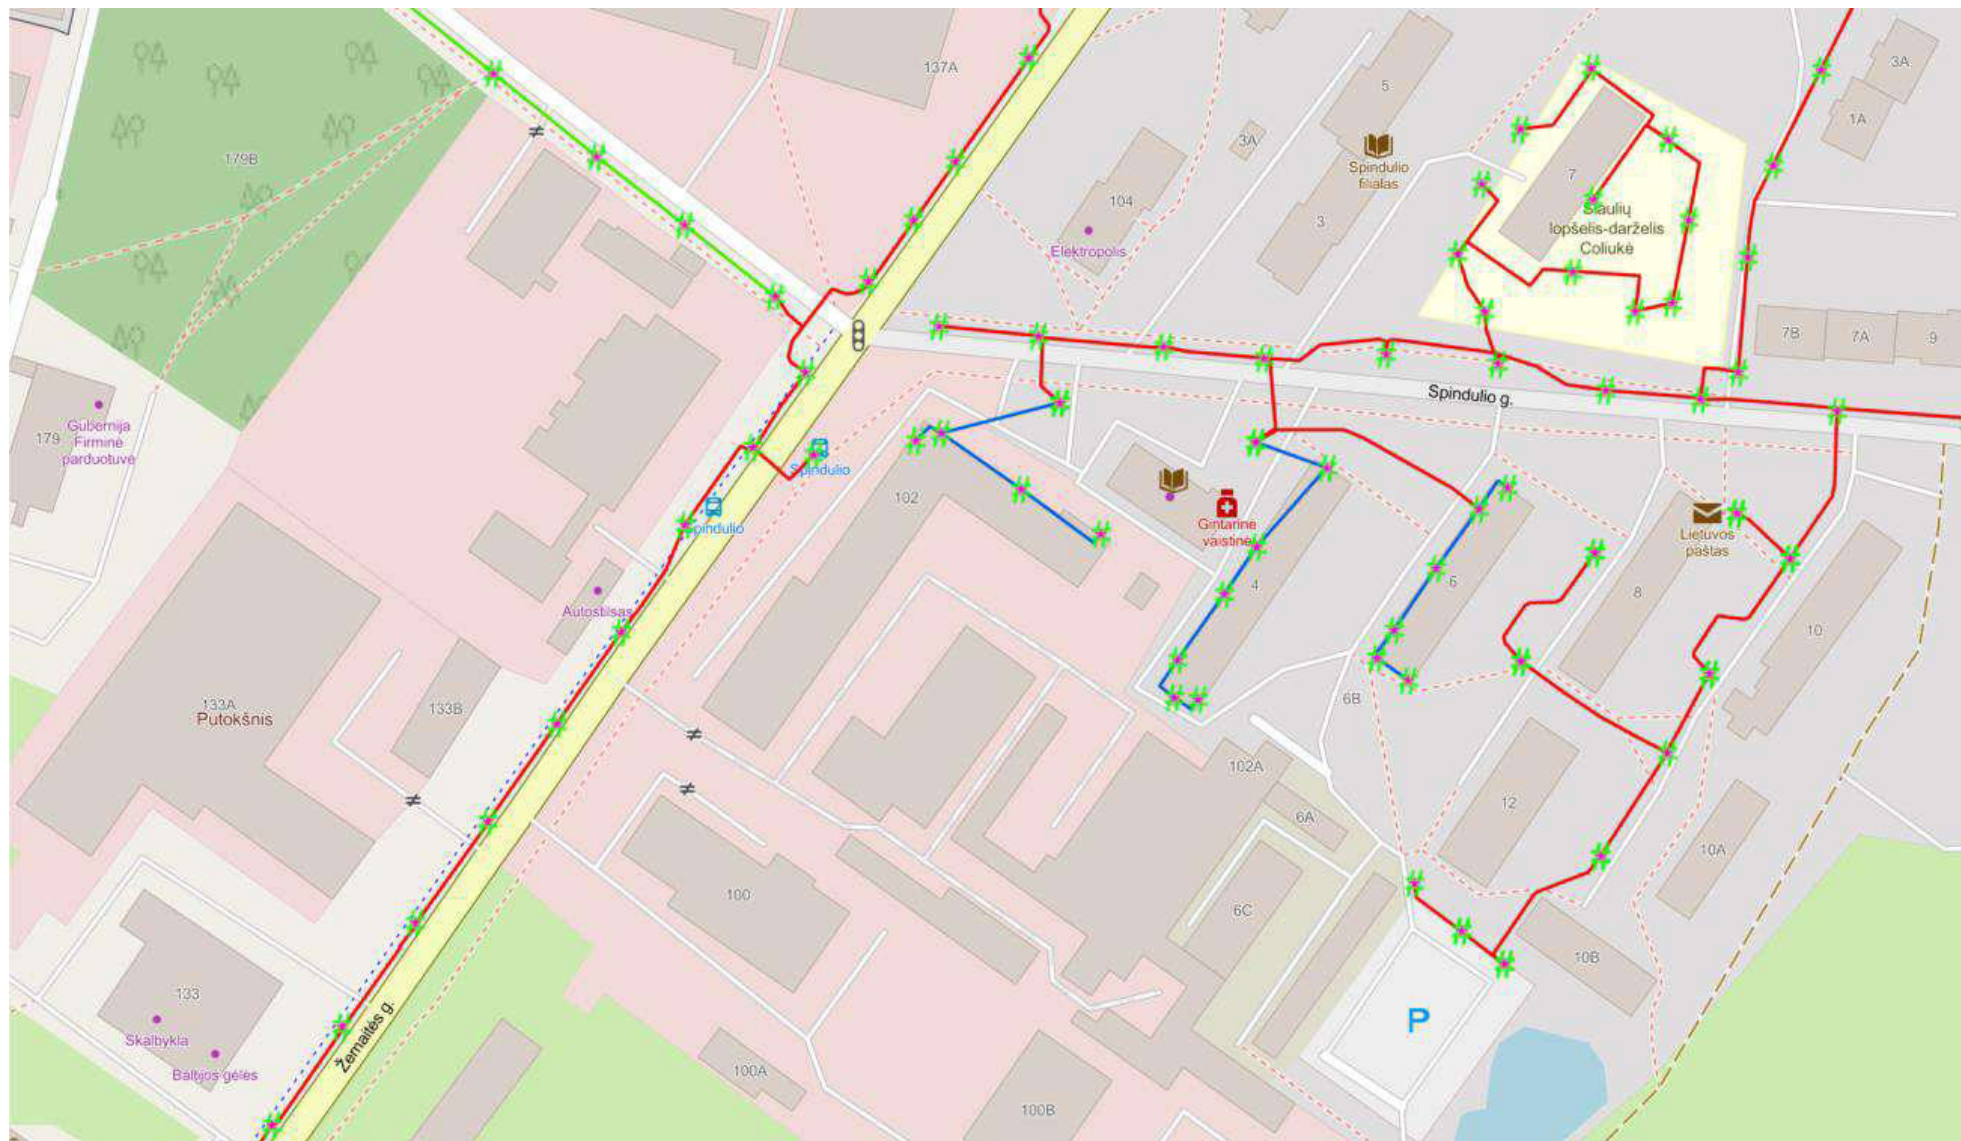 137A
5
3A
1A
179B
3A
Spindulio
filialas
7
104
3
Šiaulių
lopšelis-darželis
Coliukė
Elektropolis
7B
7A
9
Spindulio g.
Gubernija
Firminė
parduotuvė
179
Spindulio
102
Spindulio
Gintarinė
vaistinė
Lietuvos
paštas
4
6
8
10
Autostilsas
133A
Putokšnis
133B
6B
102A
12
6A
10A
100
6C
10B
133
Skalbykla
Žemaitės g.
P
Baltijos gėlės
100A
100B